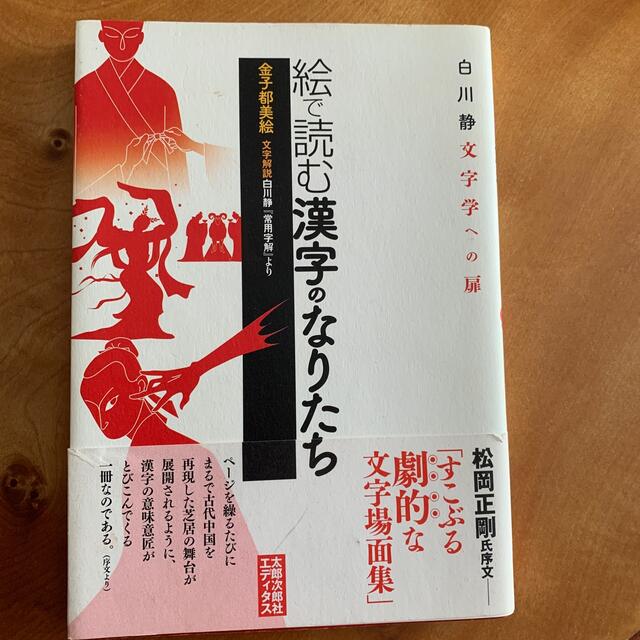 白川静文字学への扉
絵で読む漢字のなりたち
金子都美絵
文字解説 白川静『常用字解』より
松岡正剛氏序文――
「すこぶる
劇的な
文字場面集」
太郎次郎社
エディタス
ページを繰るたびに
まるで古代中国を
再現した芝居の舞台が
展開されるように、
漢字の意味意匠が
とびこんでくる
一冊なのである。(序文より)